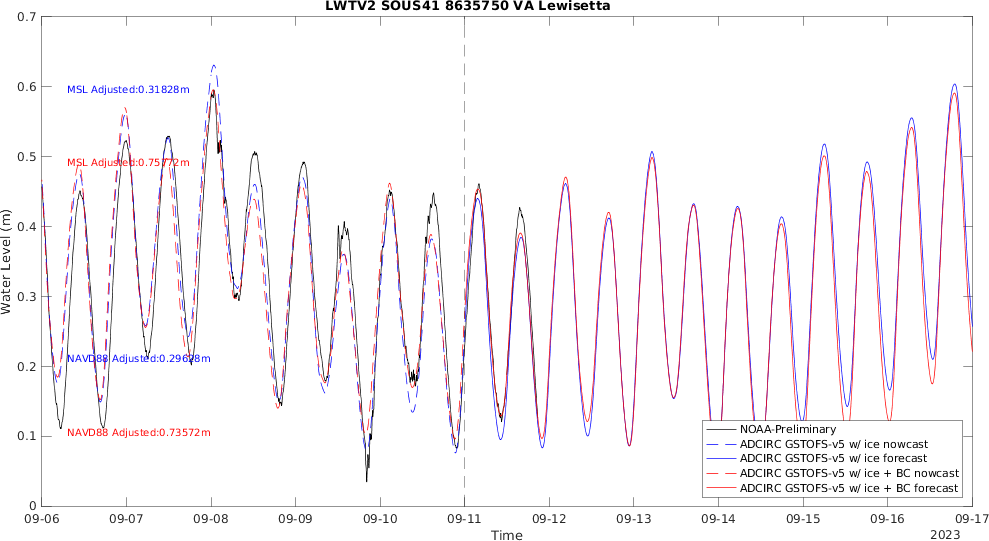 LWTV2 SOUS41 8635750 VA Lewisetta
Water Level (m)
0.7
0.6
0.5
0.4
0.3
0.2
0.1
0
MSL Adjusted:0.31828m
MSL Adjusted:0.75772m
NAVD88 Adjusted:0.29628m
NAVD88 Adjusted:0.73572m
NOAA-Preliminary
ADCIRC GSTOFS-v5 w/ ice nowcast
ADCIRC GSTOFS-v5 w/ ice forecast
ADCIRC GSTOFS-v5 w/ ice + BC nowcast
ADCIRC GSTOFS-v5 w/ ice + BC forecast
09-06 09-07 09-08 09-09 09-10 09-11 09-12 09-13 09-14 09-15 09-16 09-17
Time
2023